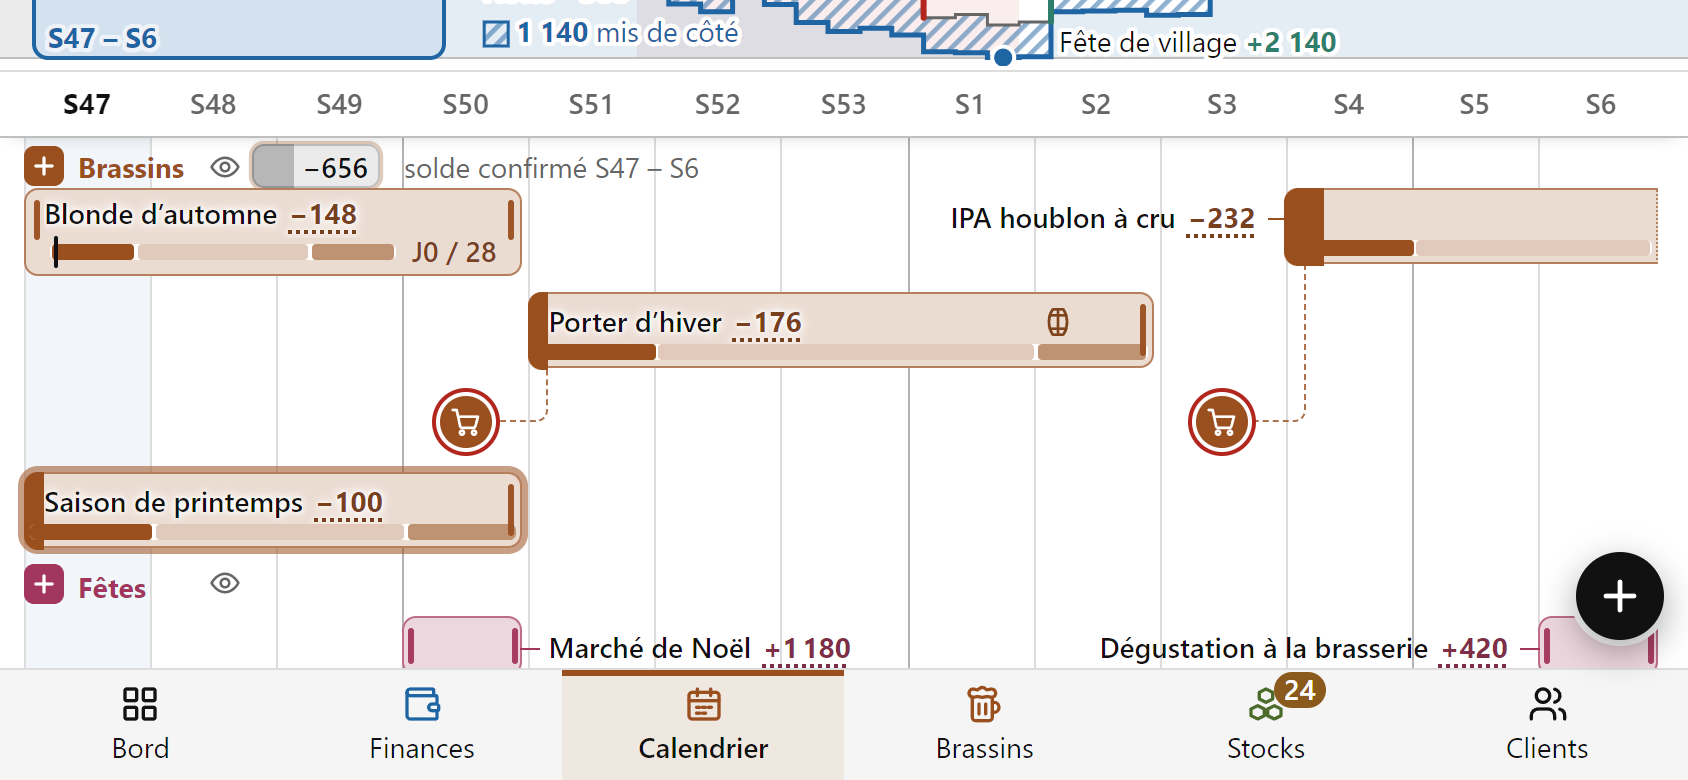 S47 – S6
1 140 mis de côté
Fête de village +2 140
S47 S48 S49 S50 S51 S52 S53 S1 S2 S3 S4 S5 S6
Brassins −656 solde confirmé S47 – S6
Blonde d’automne −148
J0 / 28
IPA houblon à cru −232
Porter d’hiver −176
Saison de printemps −100
Fêtes
Marché de Noël +1 180
Dégustation à la brasserie +420
24
Bord Finances Calendrier Brassins Stocks Clients